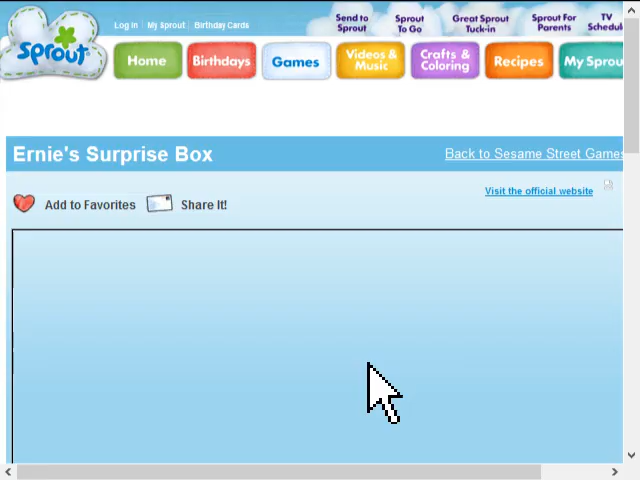 Log In My Sprout Birthday Cards
Send to Sprout
Sprout To Go
Great Sprout Tuck-in
Sprout For Parents
TV Schedul
Sprout
Home
Birthdays
Games
Videos & Music
Crafts & Coloring
Recipes
My Sprou
Ernie's Surprise Box
Back to Sesame Street Games
Visit the official website
Add to Favorites
Share It!